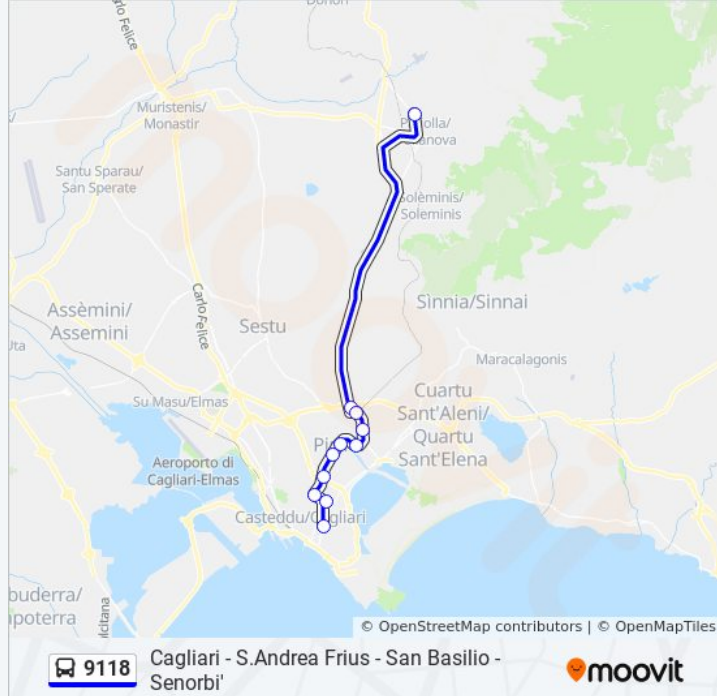 Carlo Felice
Muristenis/
Monastir
Santu Sparau/
San Sperate
Solèminis/
Soleminis
Assèmini/
Assemini
Carlo Felice
Sestu
Sìnnia/Sinnai
Maracalagonis
Su Masu/Elmas
Cuartu
Sant'Aleni/
Quartu
Sant'Elena
Aeroporto di
Cagliari-Elmas
Casteddu/Cagliari
© OpenStreetMap contributors | © OpenMapTiles
9118
Cagliari - S.Andrea Frius - San Basilio -
Senorbi'
moovit